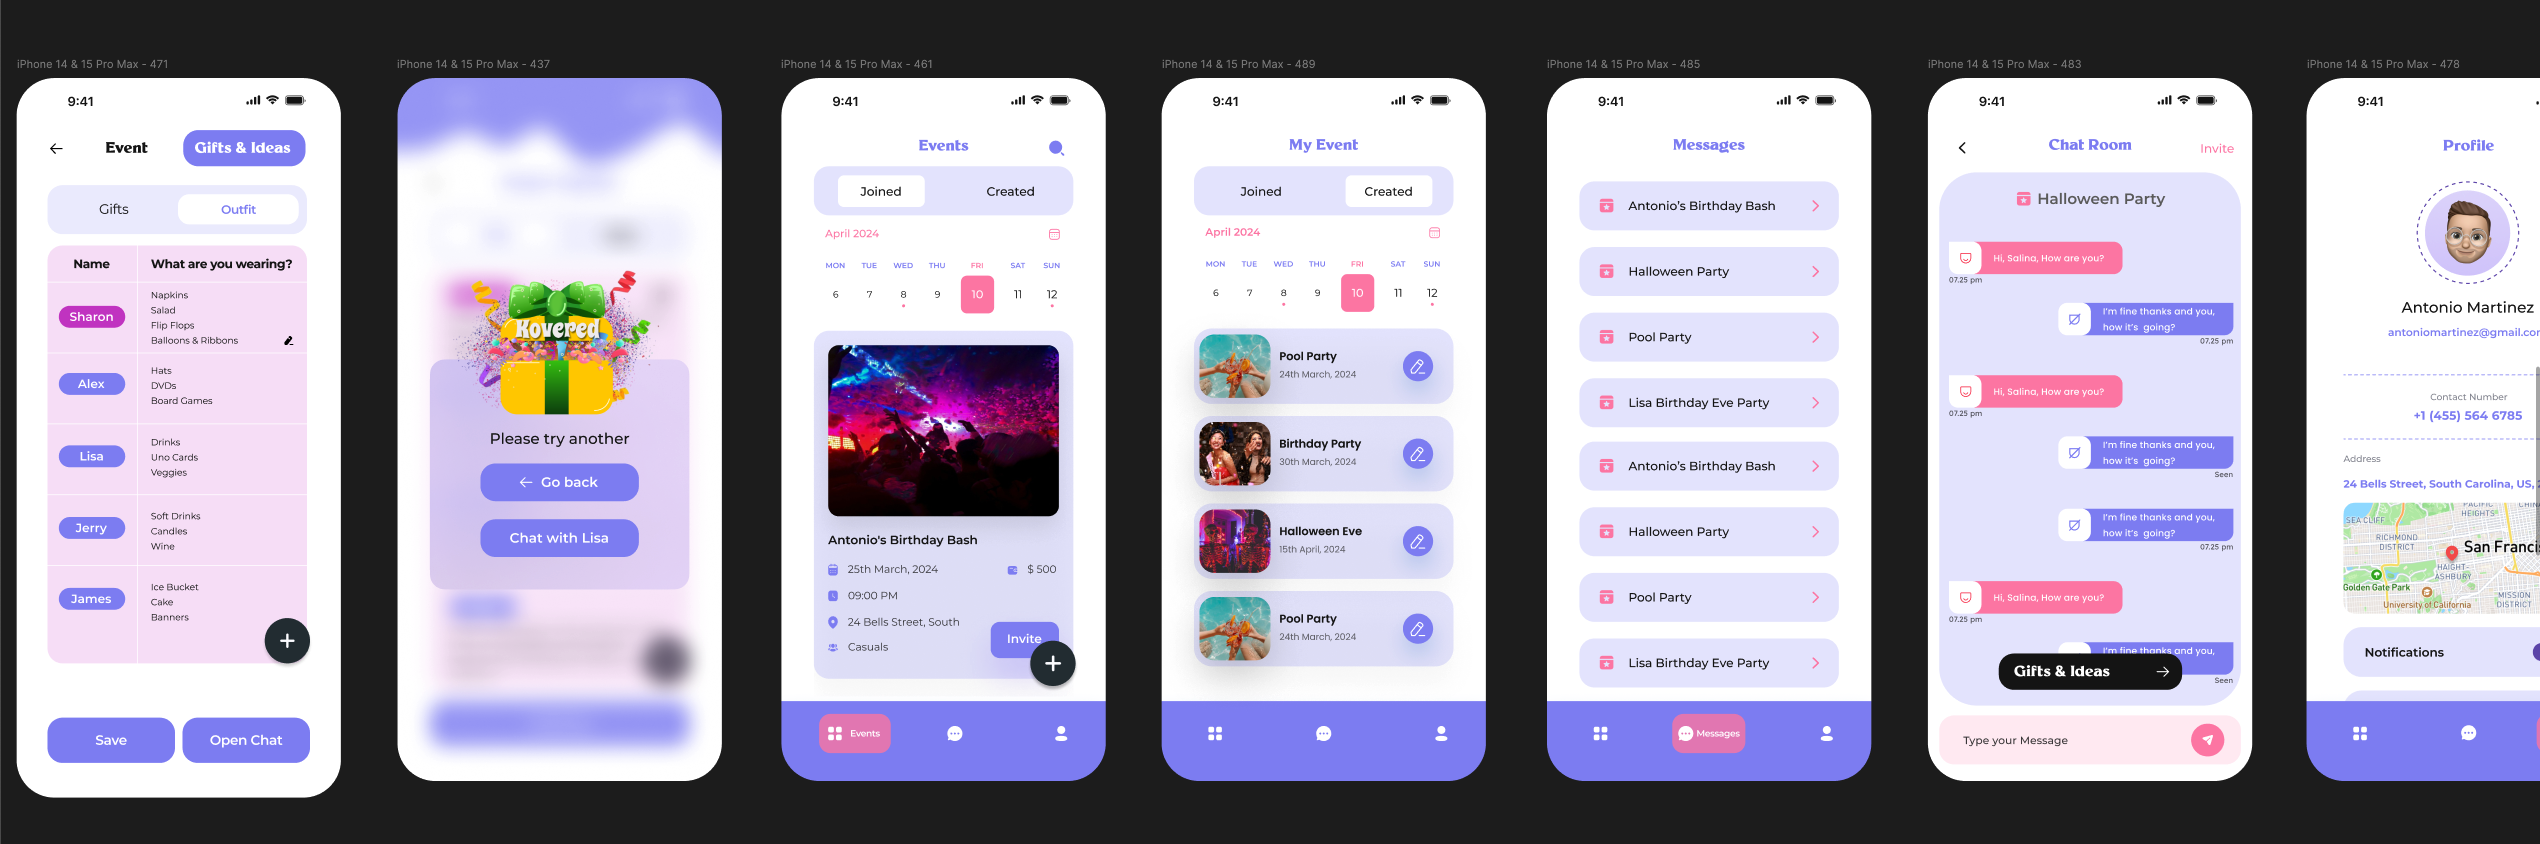 iPhone 14 & 15 Pro Max - 471
9:41
Event
Gifts & Ideas
Gifts
Outfit
Name
What are you wearing?
Sharon
Napkins
Salad
Flip Flops
Balloons & Ribbons
Alex
Hats
DVDs
Board Games
Lisa
Drinks
Uno Cards
Veggies
Jerry
Soft Drinks
Candles
Wine
James
Ice Bucket
Cake
Banners
Save
Open Chat
iPhone 14 & 15 Pro Max - 437
Kovered
Please try another
Go back
Chat with Lisa
iPhone 14 & 15 Pro Max - 461
9:41
Events
Joined
Created
April 2024
MON TUE WED THU FRI SAT SUN
6 7 8 9 10 11 12
Antonio's Birthday Bash
25th March, 2024
$ 500
09:00 PM
24 Bells Street, South
Casuals
Invite
Events
iPhone 14 & 15 Pro Max - 489
9:41
My Event
Joined
Created
April 2024
MON TUE WED THU FRI SAT SUN
6 7 8 9 10 11 12
Pool Party
24th March, 2024
Birthday Party
30th March, 2024
Halloween Eve
15th April, 2024
Pool Party
24th March, 2024
iPhone 14 & 15 Pro Max - 485
9:41
Messages
Antonio's Birthday Bash
Halloween Party
Pool Party
Lisa Birthday Eve Party
Antonio's Birthday Bash
Halloween Party
Pool Party
Lisa Birthday Eve Party
Messages
iPhone 14 & 15 Pro Max - 483
9:41
Chat Room
Invite
Halloween Party
Hi, Salina, How are you?
07.25 pm
I'm fine thanks and you,
how it's going?
07.25 pm
Hi, Salina, How are you?
07.25 pm
I'm fine thanks and you,
how it's going?
Seen
I'm fine thanks and you,
how it's going?
07.25 pm
Hi, Salina, How are you?
07.25 pm
I'm fine thanks and you,
Seen
Gifts & Ideas
Type your Message
iPhone 14 & 15 Pro Max - 478
9:41
Profile
Antonio Martinez
antoniomartinez@gmail.co
Contact Number
+1 (455) 564 6785
Address
24 Bells Street, South Carolina, US,
PACIFIC
HEIGHTS
CHIN
SEA CLIFF
RICHMOND
DISTRICT
San Francis
HAIGHT-
ASHBURY
Golden Gate Park
MISSION
DISTRICT
University of California
Notifications